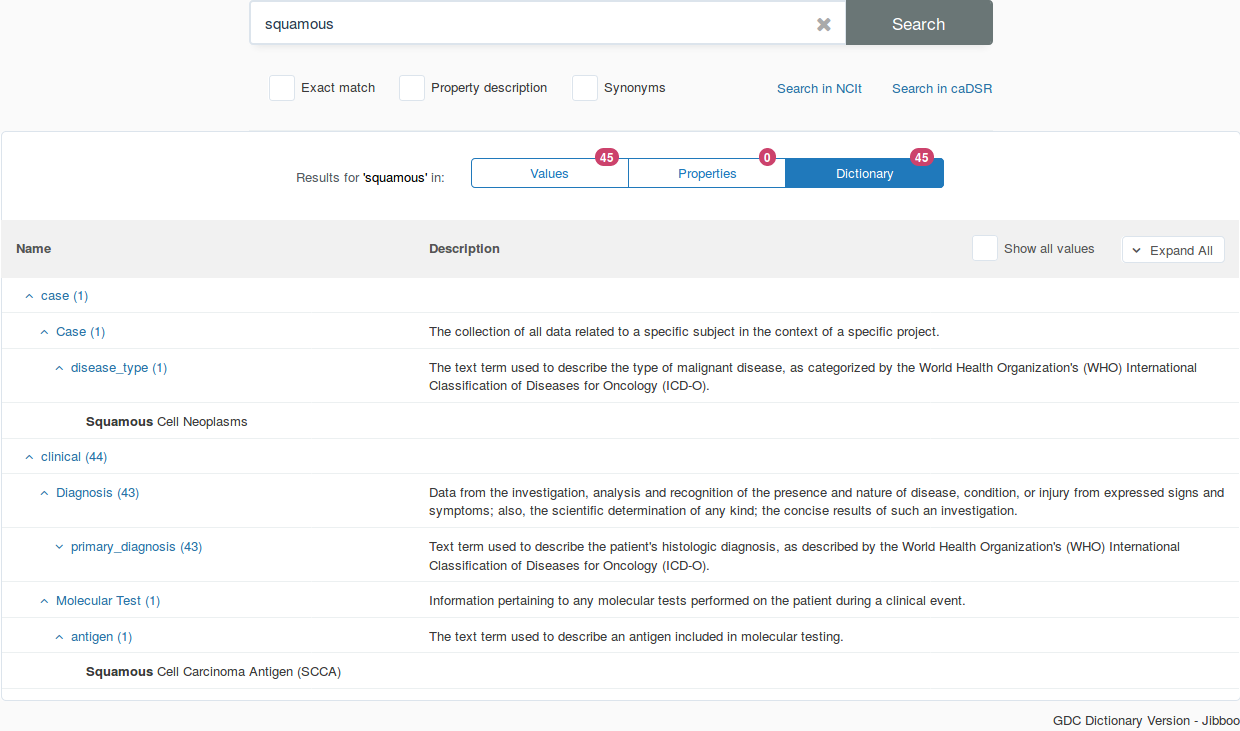 squamous
Search
Exact match
Property description
Synonyms
Search in NCIt
Search in caDSR
Results for 'squamous' in:
Values 45
Properties 0
Dictionary 45
Name
Description
Show all values
Expand All
case (1)
Case (1)
The collection of all data related to a specific subject in the context of a specific project.
disease_type (1)
The text term used to describe the type of malignant disease, as categorized by the World Health Organization's (WHO) International
Classification of Diseases for Oncology (ICD-O).
Squamous Cell Neoplasms
clinical (44)
Diagnosis (43)
Data from the investigation, analysis and recognition of the presence and nature of disease, condition, or injury from expressed signs and
symptoms; also, the scientific determination of any kind; the concise results of such an investigation.
primary_diagnosis (43)
Text term used to describe the patient's histologic diagnosis, as described by the World Health Organization's (WHO) International
Classification of Diseases for Oncology (ICD-O).
Molecular Test (1)
Information pertaining to any molecular tests performed on the patient during a clinical event.
antigen (1)
The text term used to describe an antigen included in molecular testing.
Squamous Cell Carcinoma Antigen (SCCA)
GDC Dictionary Version - Jibboo